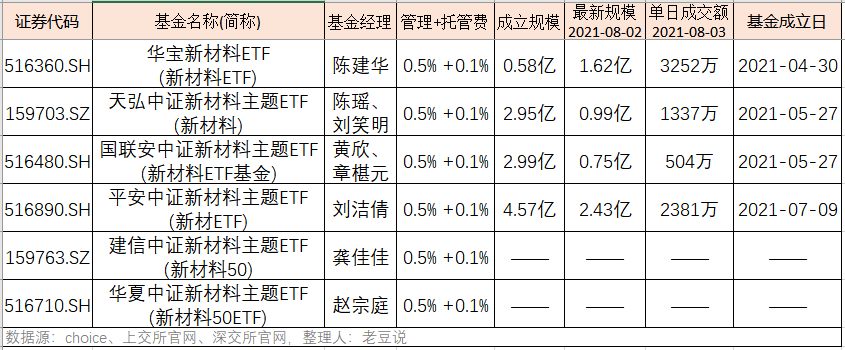 证券代码 基金名称(简称) 基金经理 管理+托管费 成立规模 最新规模 单日成交额 基金成立日
2021-08-02 2021-08-03
516360.SH 华宝新材料ETF 陈建华 0.5% +0.1% 0.58亿 1.62亿 3252万 2021-04-30
(新材料ETF)
159703.SZ 天弘中证新材料主题ETF 陈瑶、 0.5% +0.1% 2.95亿 0.99亿 1337万 2021-05-27
(新材料) 刘笑明
516480.SH 国联安中证新材料主题ETF 黄欣、 0.5% +0.1% 2.99亿 0.75亿 504万 2021-05-27
(新材料ETF基金) 章椹元
516890.SH 平安中证新材料主题ETF 刘洁倩 0.5% +0.1% 4.57亿 2.43亿 2381万 2021-07-09
(新材ETF)
159763.SZ 建信中证新材料主题ETF 龚佳佳 0.5% +0.1% —— —— —— ——
(新材料50)
516710.SH 华夏中证新材料主题ETF 赵宗庭 0.5% +0.1% —— —— —— ——
(新材料50ETF)
数据源：choice、上交所官网、深交所官网，整理人：老豆说